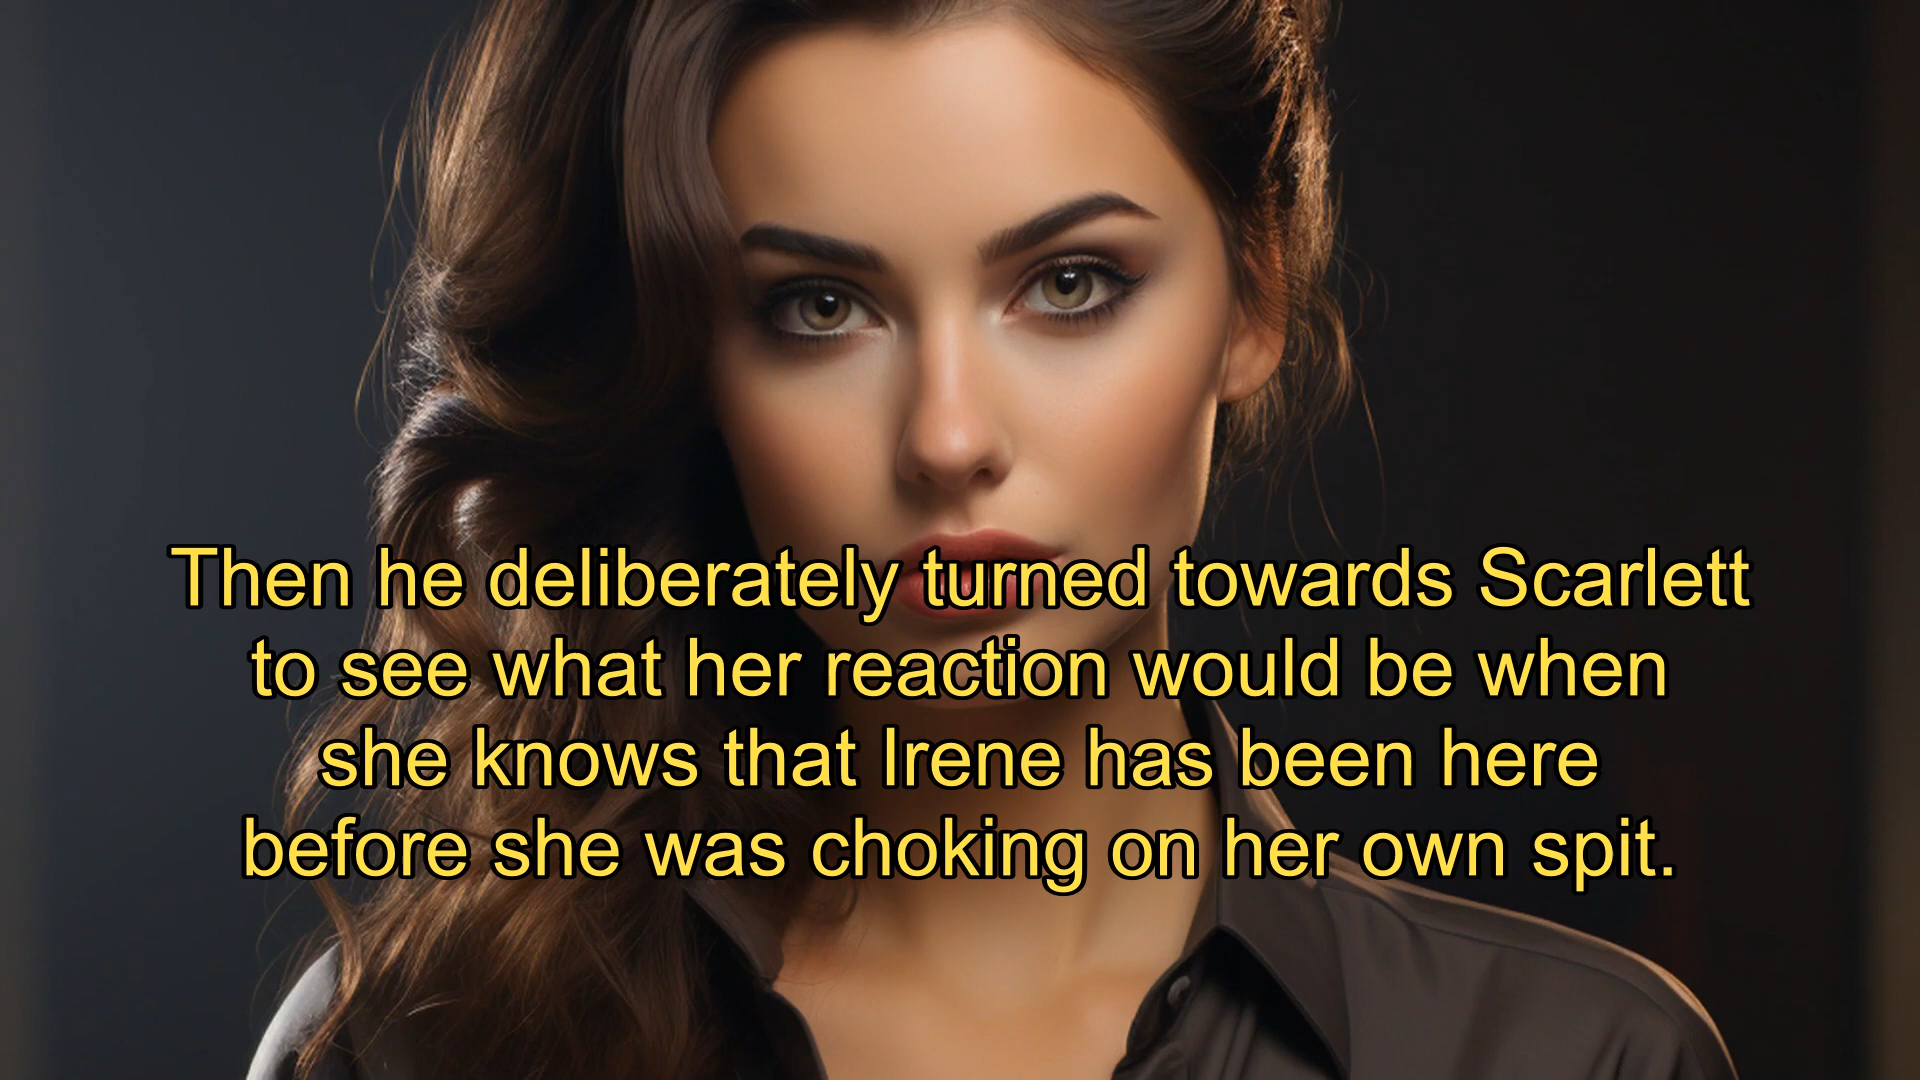 Then he deliberately turned towards Scarlett
to see what her reaction would be when
she knows that Irene has been here
before she was choking on her own spit.